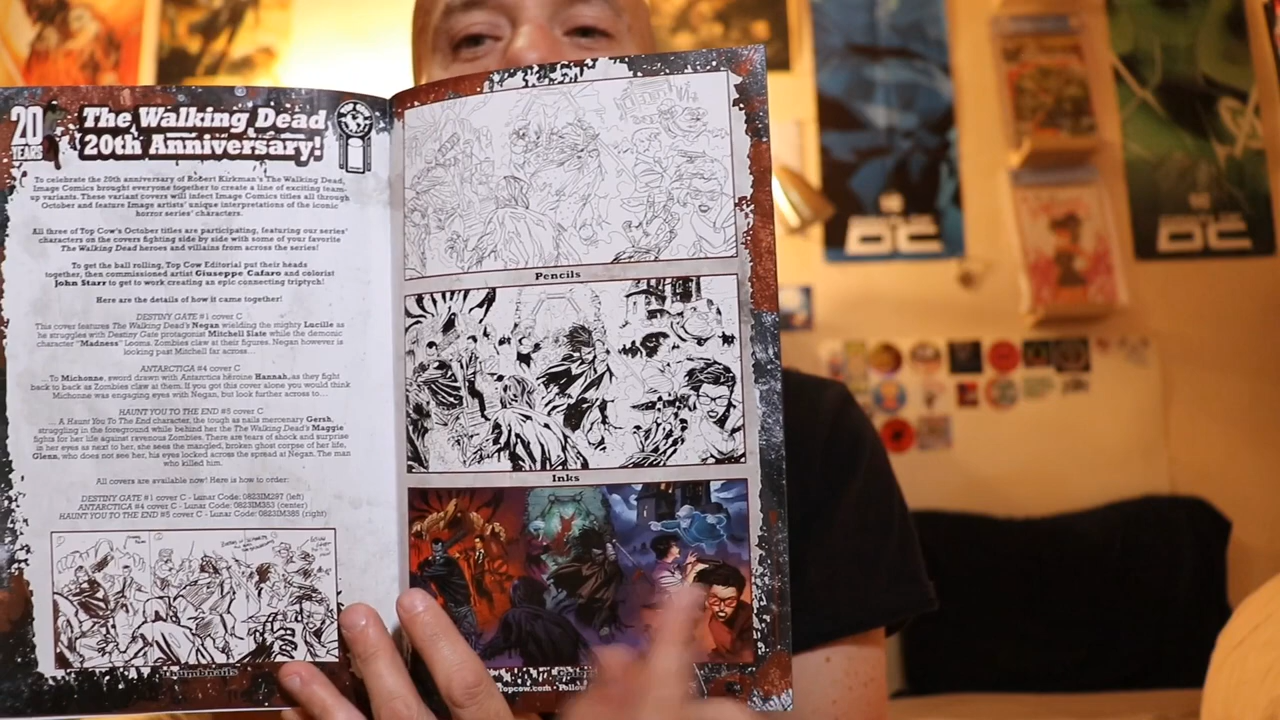 20
YEARS
The Walking Dead
20th Anniversary!
To celebrate the 20th anniversary of Robert Kirkman's The Walking Dead,
Image Comics brought everyone together to create a line of exciting team-
up variants. These variant covers will infect Image Comics titles all through
October and feature Image artists' unique interpretations of the iconic
horror series' characters.
All three of Top Cow's October titles are participating, featuring our series'
characters on the covers fighting side by side with some of your favorite
The Walking Dead heroes and villains from across the series!
To get the ball rolling, Top Cow Editorial put their heads
together, then commissioned artist Giuseppe Cafaro and colorist
John Starr to get to work creating an epic connecting triptych!
Here are the details of how it came together!
DESTINY GATE #1 cover C
This cover features The Walking Dead's Negan wielding the mighty Lucille as
he struggles with Destiny Gate protagonist Mitchell Slate while the demonic
character "Madness" Looms. Zombies claw at their figures. Negan however is
looking past Mitchell far across...
ANTARCTICA #4 cover C
...To Michonne, sword drawn with Antarctica heroine Hannah, as they fight
back to back as Zombies claw at them. If you got this cover alone you would think
Michonne was engaging eyes with Negan, but look further across to...
HAUNT YOU TO THE END #5 cover C
... A Haunt You To The End character, the tough as nails mercenary Gersh,
struggling in the foreground while behind her the The Walking Dead's Maggie
fights for her life against ravenous Zombies. There are tears of shock and surprise
in her eyes as next to her, she sees the mangled, broken ghost corpse of her life,
Glenn, who does not see her, his eyes locked across the spread at Negan. The man
who killed him.
All covers are available now! Here is how to order:
DESTINY GATE #1 cover C - Lunar Code: 0823IM297 (left)
ANTARCTICA #4 cover C - Lunar Code: 0823IM353 (center)
HAUNT YOU TO THE END #5 cover C - Lunar Code: 0823IM385 (right)
Thumbnails
Pencils
Inks
Colors
Topcow.com • Follow
DC
DC